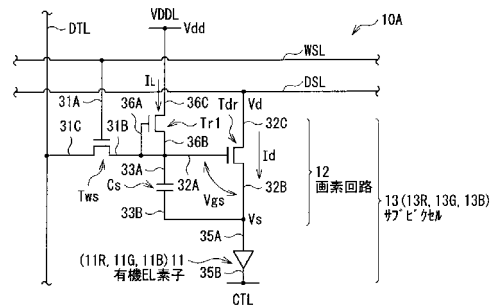 DTL
VDDL
Vdd
10A
WSL
31A
36A
IL
36C
DSL
Tdr
Vd
31C
31B
Tr1
32C
36B
Id
33A
Cs
32A
12
画素回路
Tws
Vgs
32B
33B
Vs
13(13R, 13G, 13B)
サブピクセル
35A
(11R, 11G, 11B)11
有機EL素子
35B
CTL